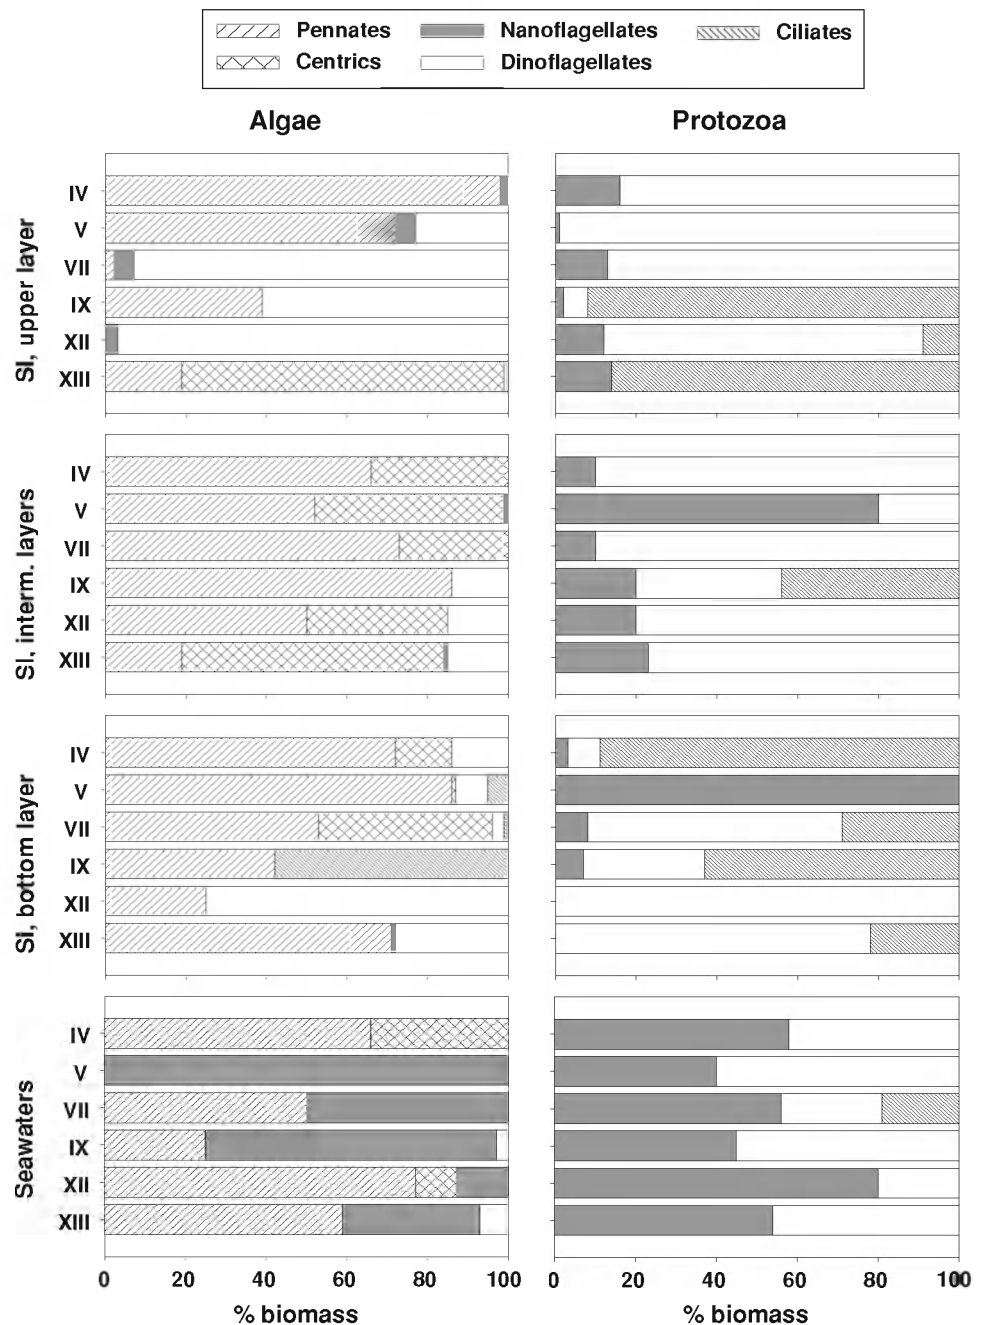 Pennates Nanoflagellates Ciliates
Centrics Dinoflagellates
Algae Protozoa
SI, upper layer
IV
V
VII
IX
XII
XIII
SI, interm. layers
IV
V
VII
IX
XII
XIII
SI, bottom layer
IV
V
VII
IX
XII
XIII
Seawaters
IV
V
VII
IX
XII
XIII
0 20 40 60 80 100 0 20 40 60 80 100
% biomass % biomass